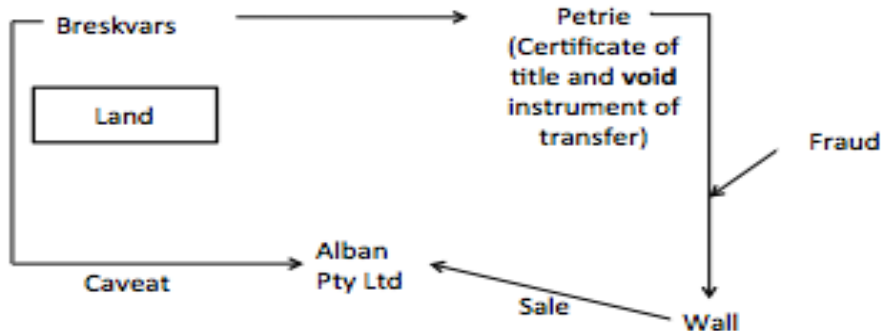 Breskvars
Petrie
(Certificate of
title and void
instrument of
transfer)
Land
Fraud
Alban
Pty Ltd
Caveat
Sale
Wall